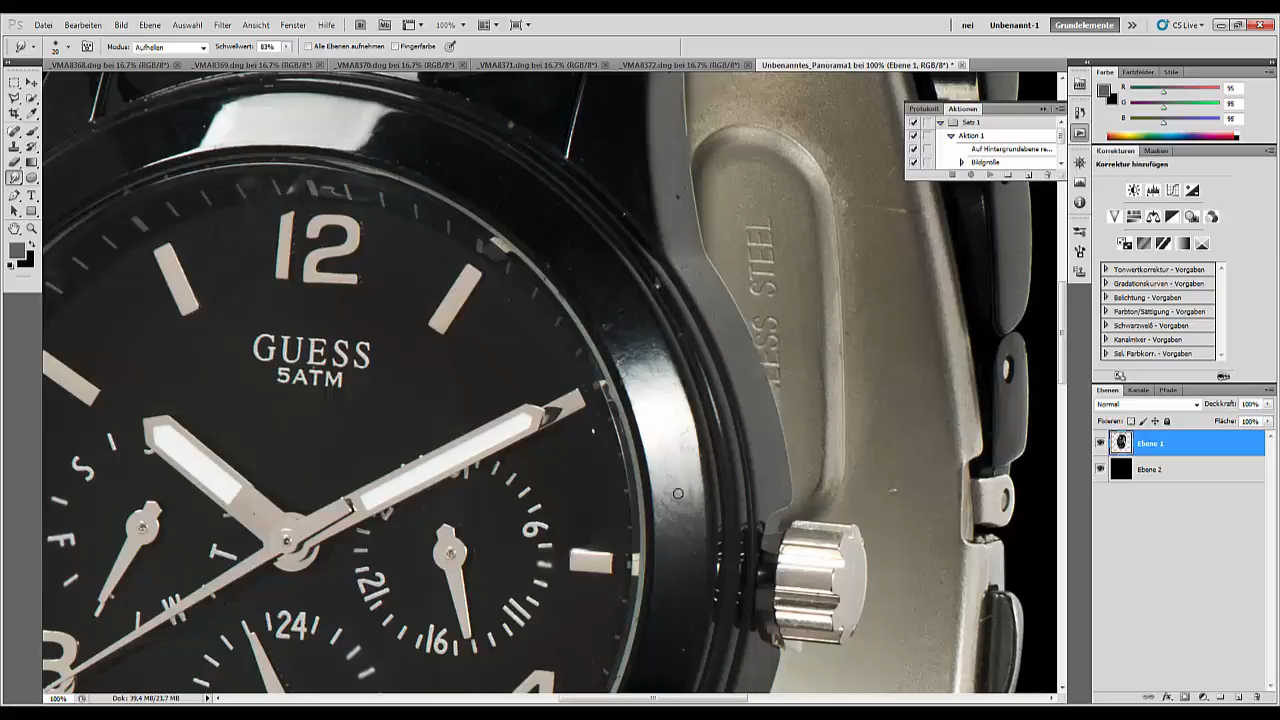 Ps Datei Bearbeiten Bild Ebene Auswahl Filter Ansicht Fenster Hilfe Br Mb 100% nei Unbenannt-1 Grundelemente CS Live
20 Modus: Aufhellen Schwellwert: 83% Alle Ebenen aufnehmen Fingerfarbe
_VMA8368.dng bei 16.7% (RGB/8*) _VMA8369.dng bei 16.7% (RGB/8*) _VMA8370.dng bei 16.7% (RGB/8*) _VMA8371.dng bei 16.7% (RGB/8*) _VMA8372.dng bei 16.7% (RGB/8*) Unbenanntes_Panorama1 bei 100% (Ebene 1, RGB/8*) *
Farbe Farbfelder Stile
R 95
G 95
B 95
Protokoll Aktionen
Satz 1
Aktion 1
Auf Hintergrundebene re...
Bildgröße
Korrekturen Masken
Korrektur hinzufügen
Tonwertkorrektur - Vorgaben
Gradationskurven - Vorgaben
Belichtung - Vorgaben
Farbton/Sättigung - Vorgaben
Schwarzweiß - Vorgaben
Kanalmixer - Vorgaben
Sel. Farbkorr. - Vorgaben
Ebenen Kanäle Pfade
Normal Deckkraft: 100%
Fixieren: Fläche: 100%
Ebene 1
Ebene 2
12
GUESS
5ATM
STEEL
S
F
T
W
6
11
16
21
24
100% Dok: 39,4 MB/23,7 MB